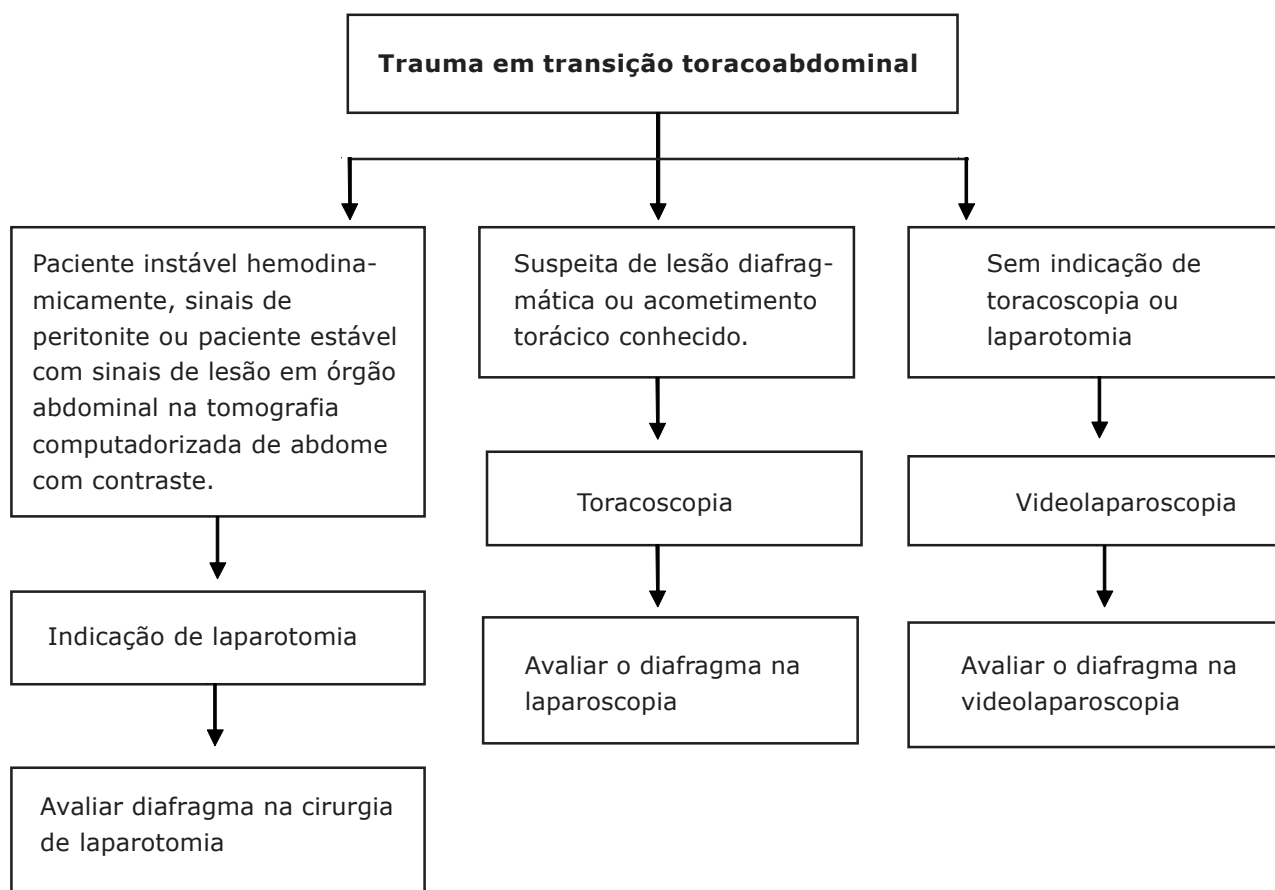 Trauma em transição toracoabdominal
Paciente instável hemodina-
micamente, sinais de
peritonite ou paciente estável
com sinais de lesão em órgão
abdominal na tomografia
computadorizada de abdome
com contraste.
Indicação de laparotomia
Avaliar diafragma na cirurgia
de laparotomia
Suspeita de lesão diafrag-
mática ou acometimento
torácico conhecido.
Toracoscopia
Avaliar o diafragma na
laparoscopia
Sem indicação de
toracoscopia ou
laparotomia
Videolaparoscopia
Avaliar o diafragma na
videolaparoscopia